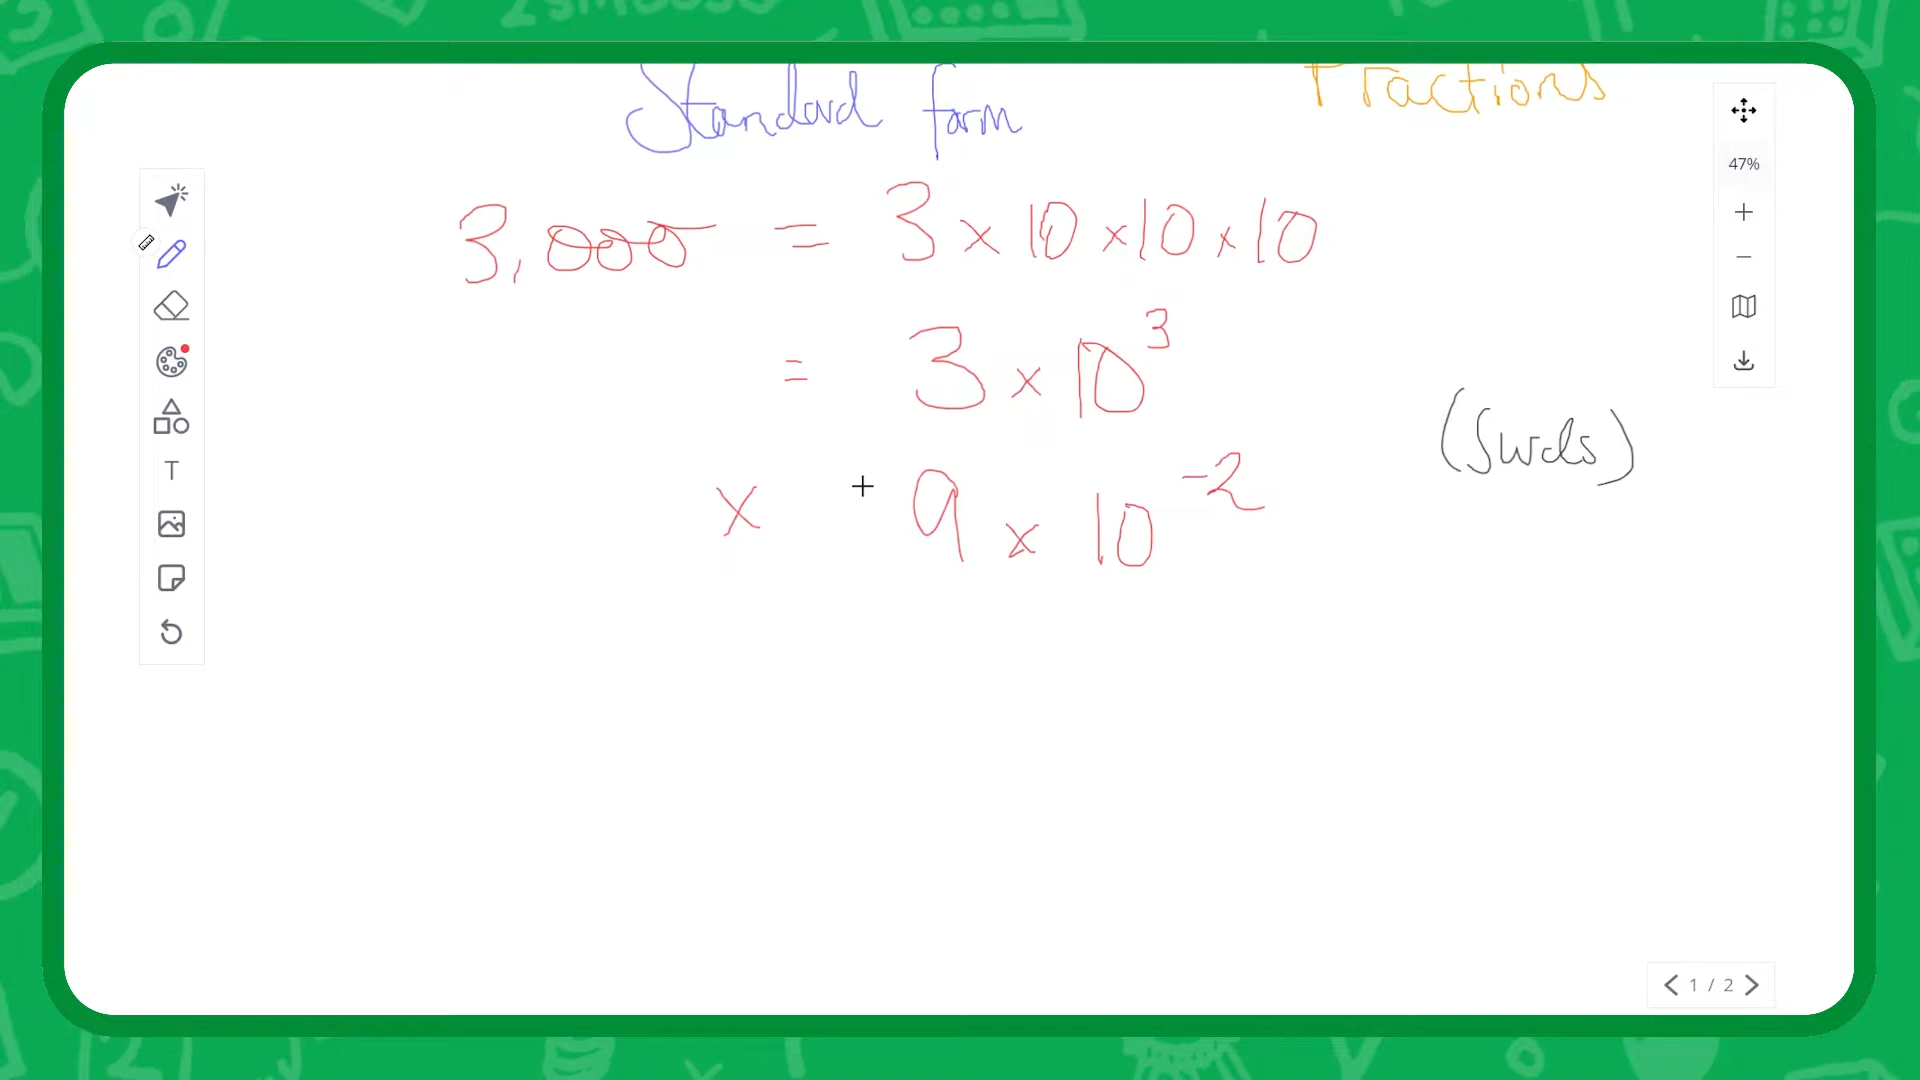 Standard form
Fractions
47%
3,000 = 3 × 10 × 10 × 10
= 3 × 10³
(Surds)
× 9 × 10⁻²
T
1 / 2